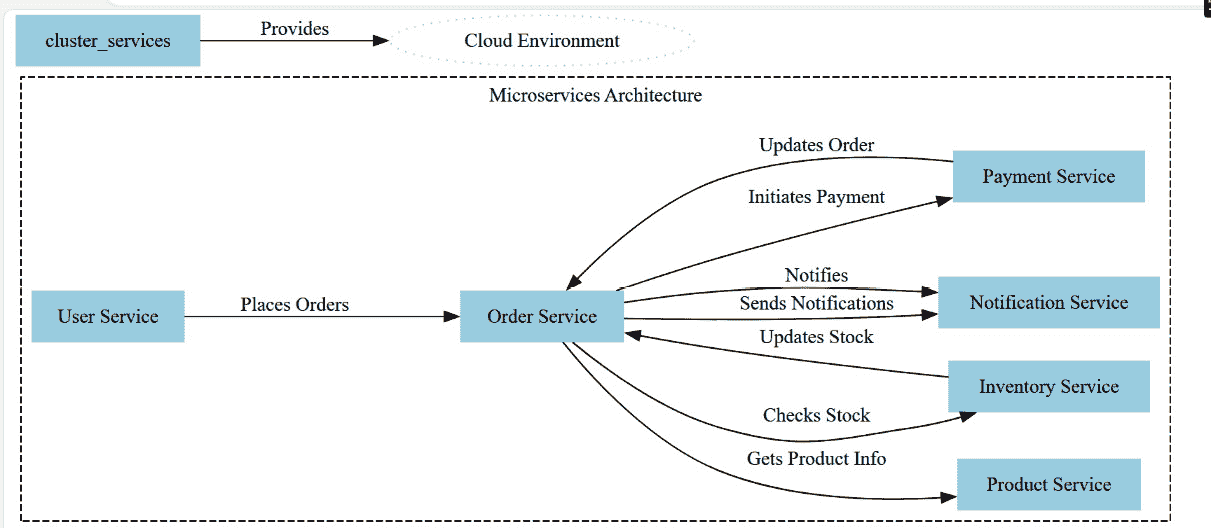 cluster_services
Provides
Cloud Environment
Microservices Architecture
Updates Order
Payment Service
Initiates Payment
Notifies
Sends Notifications
Notification Service
User Service
Places Orders
Order Service
Updates Stock
Inventory Service
Checks Stock
Gets Product Info
Product Service